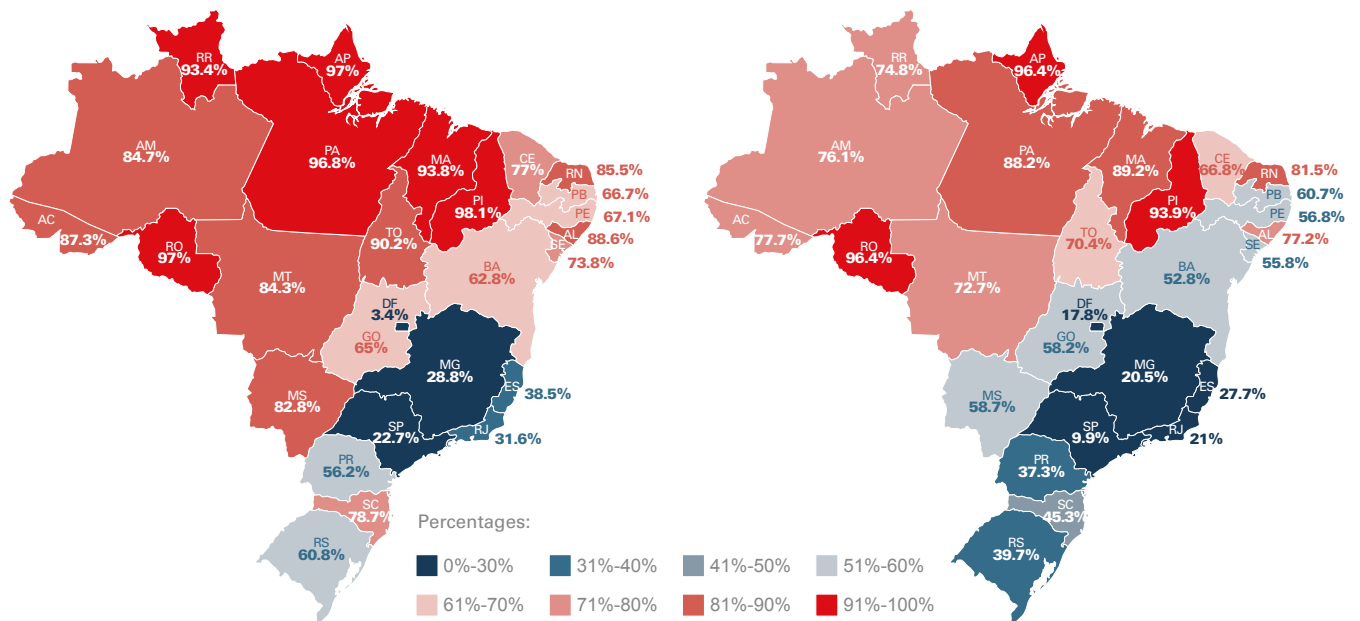 RR
93.4%
AP
97%
AM
84.7%
PA
96.8%
MA
93.8%
CE
77%
RN
85.5%
PB
66.7%
PI
98.1%
PE
67.1%
AC
87.3%
RO
97%
TO
90.2%
AL
88.6%
SE
73.8%
MT
84.3%
BA
62.8%
DF
3.4%
GO
65%
MG
28.8%
MS
82.8%
ES
38.5%
SP
22.7%
RJ
31.6%
PR
56.2%
SC
78.7%
RS
60.8%
RR
74.8%
AP
96.4%
AM
76.1%
PA
88.2%
MA
89.2%
CE
66.8%
RN
81.5%
PB
60.7%
PI
93.9%
PE
56.8%
AC
77.7%
RO
96.4%
TO
70.4%
AL
77.2%
SE
55.8%
MT
72.7%
BA
52.8%
DF
17.8%
GO
58.2%
MG
20.5%
MS
58.7%
ES
27.7%
SP
9.9%
RJ
21%
PR
37.3%
SC
45.3%
RS
39.7%
Percentages:
0%-30%
31%-40%
41%-50%
51%-60%
61%-70%
71%-80%
81%-90%
91%-100%